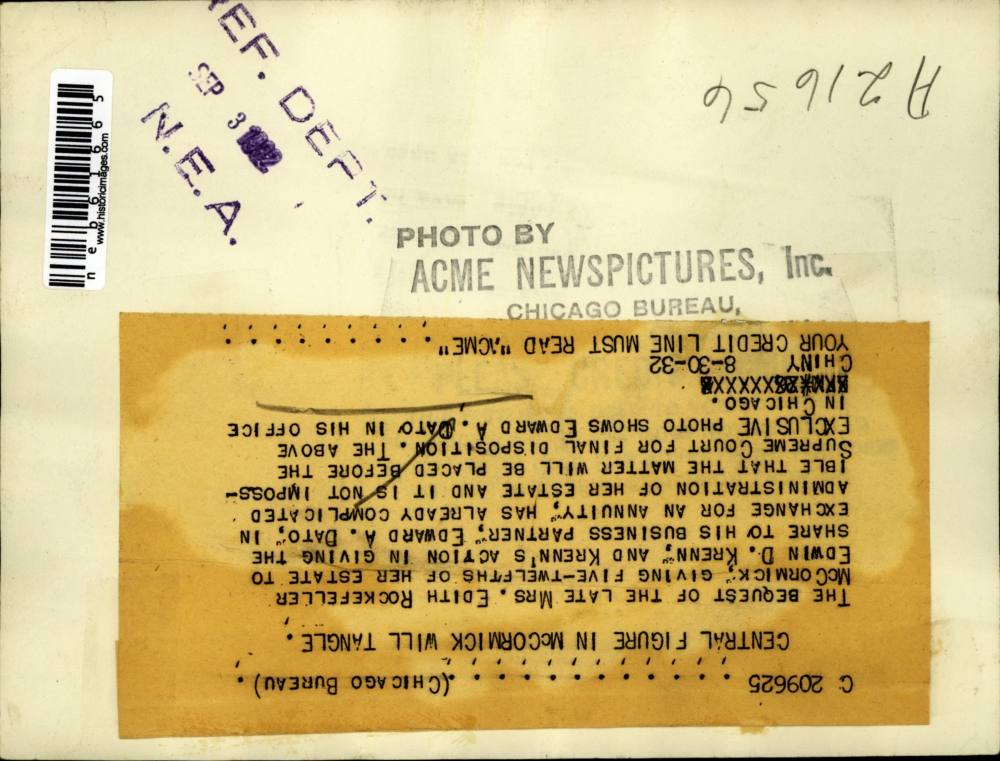 REF. DEPT.
SEP 3 1932
N.E.A.
A21656
neb61665
www.historicimages.com
PHOTO BY
ACME NEWSPICTURES, Inc.
CHICAGO BUREAU,
C 209625 ............(CHICAGO BUREAU).
CENTRAL FIGURE IN MCCORMICK WILL TANGLE.
THE BEQUEST OF THE LATE MRS. EDITH ROCKEFELLER
MCCORMICK, GIVING FIVE-TWELFTHS OF HER ESTATE TO
EDWIN D. KRENN, AND KRENN'S ACTION IN GIVING THE
SHARE TO HIS BUSINESS PARTNER, EDWARD A. DATO, IN
EXCHANGE FOR AN ANNUITY, HAS ALREADY COMPLICATED
ADMINISTRATION OF HER ESTATE AND IT IS NOT IMPOSS-
IBLE THAT THE MATTER WILL BE PLACED BEFORE THE
SUPREME COURT FOR FINAL DISPOSITION. THE ABOVE
EXCLUSIVE PHOTO SHOWS EDWARD A. DATO IN HIS OFFICE
IN CHICAGO.
CHINY 8-30-32
YOUR CREDIT LINE MUST READ "ACME".........